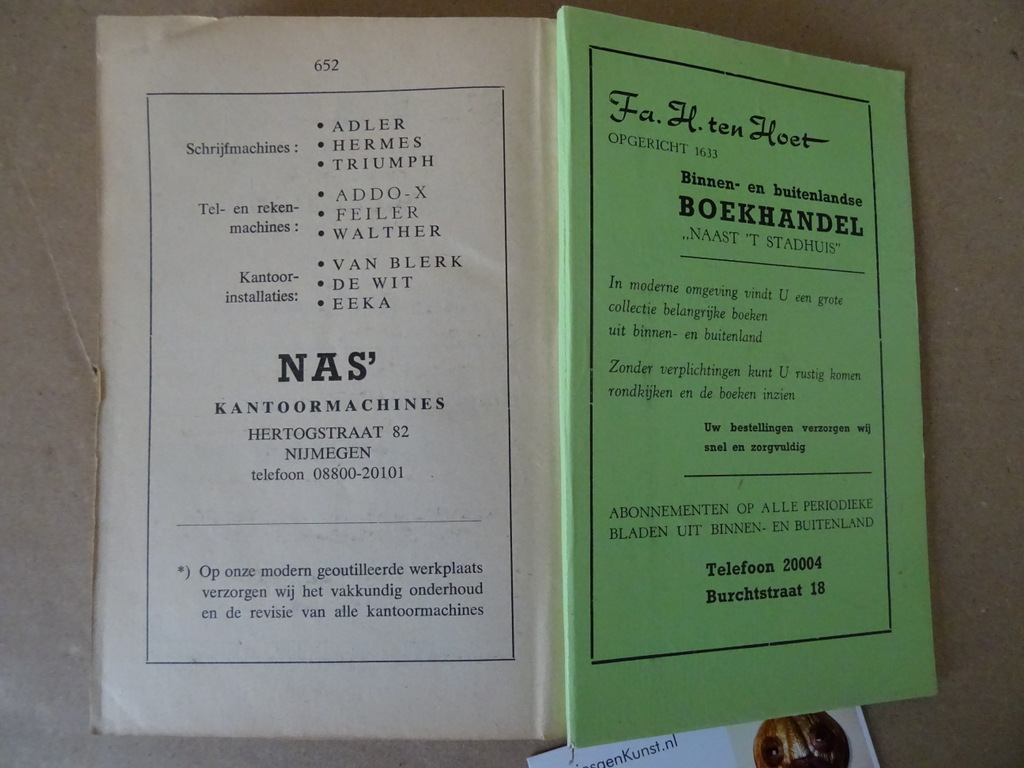 652
Schrijfmachines :
• ADLER
• HERMES
• TRIUMPH
Tel- en reken-
machines :
• ADDO-X
• FEILER
• WALTHER
Kantoor-
installaties:
• VAN BLERK
• DE WIT
• EEKA
NAS'
KANTOORMACHINES
HERTOGSTRAAT 82
NIJMEGEN
telefoon 08800-20101
*) Op onze modern geoutilleerde werkplaats
verzorgen wij het vakkundig onderhoud
en de revisie van alle kantoormachines
Fa. H. ten Hoet
OPGERICHT 1633
Binnen- en buitenlandse
BOEKHANDEL
„NAAST 'T STADHUIS"
In moderne omgeving vindt U een grote
collectie belangrijke boeken
uit binnen- en buitenland
Zonder verplichtingen kunt U rustig komen
rondkijken en de boeken inzien
Uw bestellingen verzorgen wij
snel en zorgvuldig
ABONNEMENTEN OP ALLE PERIODIEKE
BLADEN UIT BINNEN- EN BUITENLAND
Telefoon 20004
Burchtstraat 18